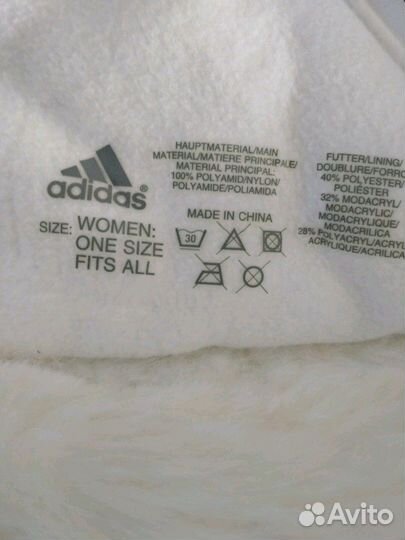 adidas®
SIZE: WOMEN:
ONE SIZE
FITS ALL
HAUPTMATERIAL/MAIN
MATERIAL/MATIERE PRINCIPALE/
MATERIAL PRINCIPAL:
100% POLYAMID/NYLON/
POLYAMIDE/POLIAMIDA
MADE IN CHINA
30
FUTTER/LINING/
DOUBLURE/FORRO
40% POLYESTER/
POLIÉSTER
32% MODACRYL/
MODACRYLIC/
MODACRYLIQUE/
MODACRILICA
28% POLYACRYL/ACRYL
ACRYLIQUE/ACRILICA
Avito